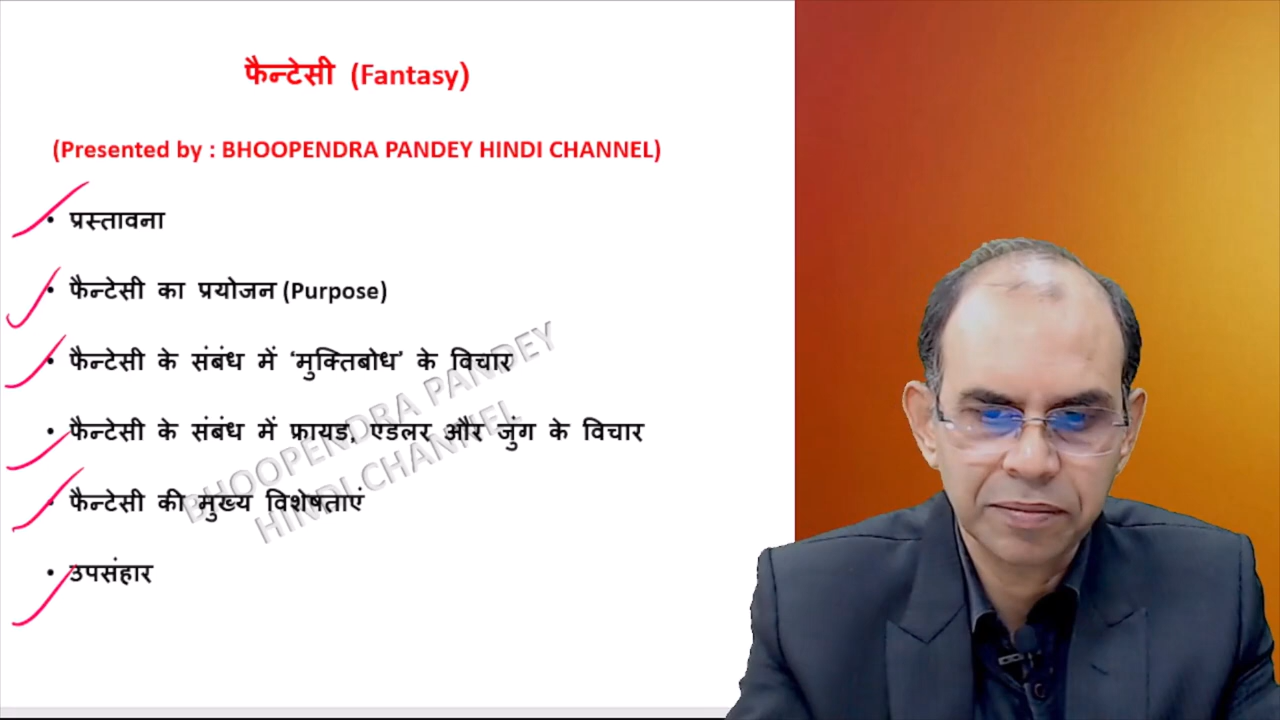 फैन्टेसी (Fantasy)
(Presented by : BHOOPENDRA PANDEY HINDI CHANNEL)
• प्रस्तावना
• फैन्टेसी का प्रयोजन (Purpose)
• फैन्टेसी के संबंध में ‘मुक्तिबोध’ के विचार
• फैन्टेसी के संबंध में फ्रायड, एडलर और जुंग के विचार
• फैन्टेसी की मुख्य विशेषताएं
• उपसंहार
BHOOPENDRA PANDEY
HINDI CHANNEL